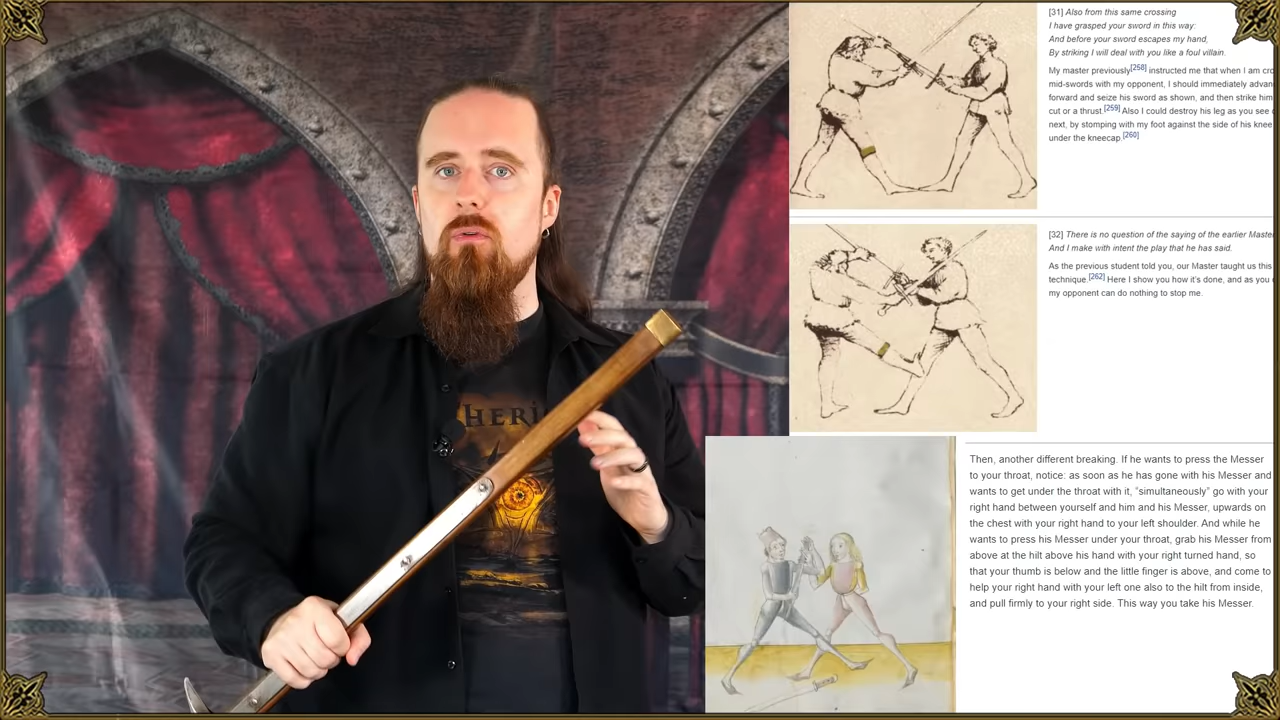 [31] Also from this same crossing
I have grasped your sword in this way:
And before your sword escapes my hand,
By striking I will deal with you like a foul villain.
My master previously[258] instructed me that when I am
mid-swords with my opponent, I should immediately
forward and seize his sword as shown, and then strike him
cut or a thrust.[259] Also I could destroy his leg as you see
next, by stomping with my foot against the side of his knee
under the kneecap.[260]
[32] There is no question of the saying of the earlier Master
And I make with intent the play that he has said.
As the previous student told you, our Master taught us this
technique.[262] Here I show you how it's done, and as you
my opponent can do nothing to stop me.
HERI
Then, another different breaking. If he wants to press the Messer
to your throat, notice: as soon as he has gone with his Messer and
wants to get under the throat with it, "simultaneously" go with your
right hand between yourself and him and his Messer, upwards on
the chest with your right hand to your left shoulder. And while he
wants to press his Messer under your throat, grab his Messer from
above at the hilt above his hand with your right turned hand, so
that your thumb is below and the little finger is above, and come to
help your right hand with your left one also to the hilt from inside,
and pull firmly to your right side. This way you take his Messer.